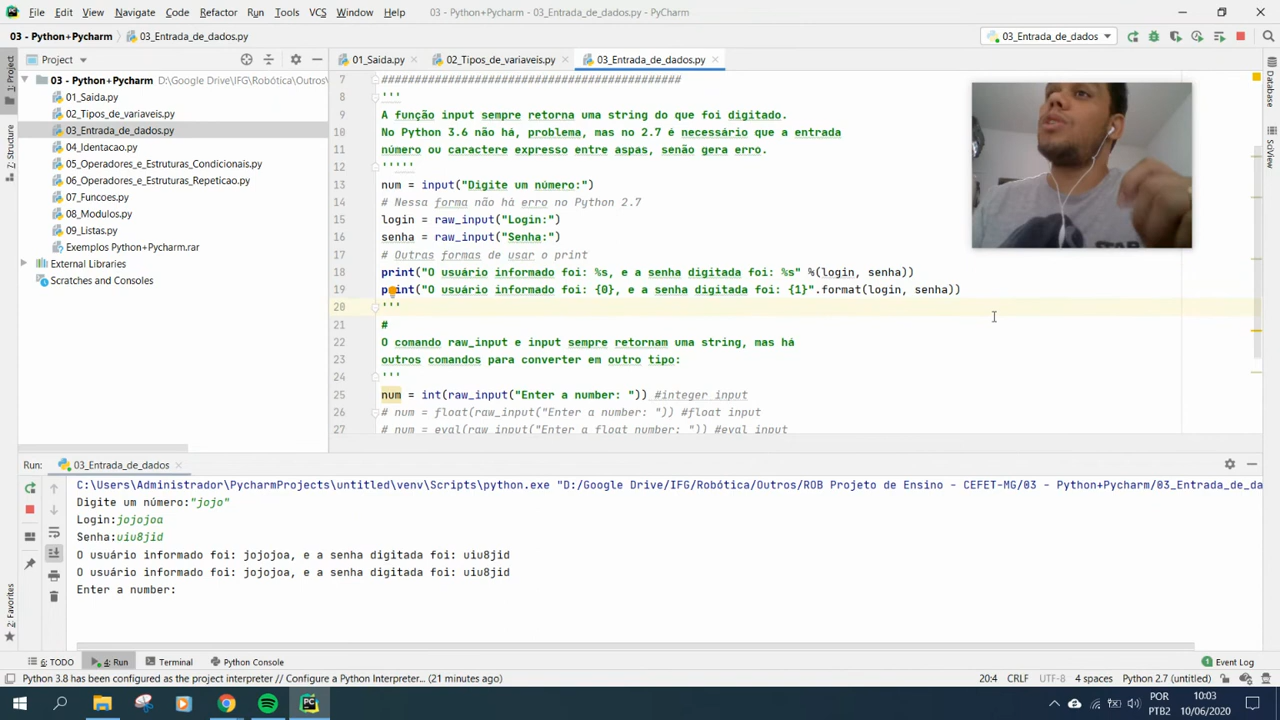 File Edit View Navigate Code Refactor Run Tools VCS Window Help 03 - Python+Pycharm - 03_Entrada_de_dados.py - PyCharm
03 - Python+Pycharm 03_Entrada_de_dados.py 03_Entrada_de_dados
Project 01_Saida.py 02_Tipos_de_variaveis.py 03_Entrada_de_dados.py
1: Project
Z: Structure
2: Favorites
Database
SciView
03 - Python+Pycharm D:\Google Drive\IFG\Robótica\Outros\
01_Saida.py
02_Tipos_de_variaveis.py
03_Entrada_de_dados.py
04_Identacao.py
05_Operadores_e_Estruturas_Condicionais.py
06_Operadores_e_Estruturas_Repeticao.py
07_Funcoes.py
08_Modulos.py
09_Listas.py
Exemplos Python+Pycharm.rar
External Libraries
Scratches and Consoles
7 #############################################
8 '''
9 A função input sempre retorna uma string do que foi digitado.
10 No Python 3.6 não há, problema, mas no 2.7 é necessário que a entrada
11 número ou caractere expresso entre aspas, senão gera erro.
12 '''''
13 num = input("Digite um número:")
14 # Nessa forma não há erro no Python 2.7
15 login = raw_input("Login:")
16 senha = raw_input("Senha:")
17 # Outras formas de usar o print
18 print("O usuário informado foi: %s, e a senha digitada foi: %s" %(login, senha))
19 print("O usuário informado foi: {0}, e a senha digitada foi: {1}".format(login, senha))
20 '''
21 #
22 O comando raw_input e input sempre retornam uma string, mas há
23 outros comandos para converter em outro tipo:
24 '''
25 num = int(raw_input("Enter a number: ")) #integer input
26 # num = float(raw_input("Enter a number: ")) #float input
27 # num = eval(raw_input("Enter a float number: ")) #eval input
Run: 03_Entrada_de_dados
C:\Users\Administrador\PycharmProjects\untitled\venv\Scripts\python.exe "D:/Google Drive/IFG/Robótica/Outros/ROB Projeto de Ensino - CEFET-MG/03 - Python+Pycharm/03_Entrada_de_da
Digite um número:"jojo"
Login:jojojoa
Senha:uiu8jid
O usuário informado foi: jojojoa, e a senha digitada foi: uiu8jid
O usuário informado foi: jojojoa, e a senha digitada foi: uiu8jid
Enter a number:
6: TODO 4: Run Terminal Python Console 1 Event Log
Python 3.8 has been configured as the project interpreter // Configure a Python Interpreter... (21 minutes ago) 20:4 CRLF UTF-8 4 spaces Python 2.7 (untitled)
POR
PTB2
10:03
10/06/2020